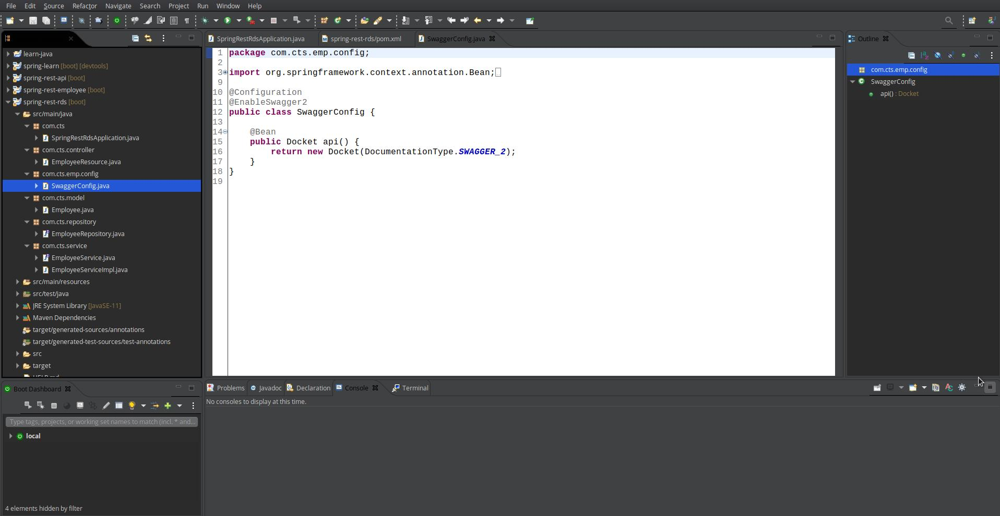 File Edit Source Refactor Navigate Search Project Run Window Help
SpringRestRdsApplication.java spring-rest-rds/pom.xml SwaggerConfig.java Outline
learn-java
spring-learn [boot] [devtools]
spring-rest-api [boot]
spring-rest-employee [boot]
spring-rest-rds [boot]
src/main/java
com.cts
SpringRestRdsApplication.java
com.cts.controller
EmployeeResource.java
com.cts.emp.config
SwaggerConfig.java
com.cts.model
Employee.java
com.cts.repository
EmployeeRepository.java
com.cts.service
EmployeeService.java
EmployeeServiceImpl.java
src/main/resources
src/test/java
JRE System Library [JavaSE-11]
Maven Dependencies
target/generated-sources/annotations
target/generated-test-sources/test-annotations
src
target
HELP.md
1 package com.cts.emp.config;
2
3 import org.springframework.context.annotation.Bean;
9
10 @Configuration
11 @EnableSwagger2
12 public class SwaggerConfig {
13
14 @Bean
15 public Docket api() {
16 return new Docket(DocumentationType.SWAGGER_2);
17 }
18 }
19
com.cts.emp.config
SwaggerConfig
api() : Docket
Boot Dashboard
Type tags, projects, or working set names to match (incl. * and...
local
4 elements hidden by filter
Problems Javadoc Declaration Console Terminal
No consoles to display at this time.